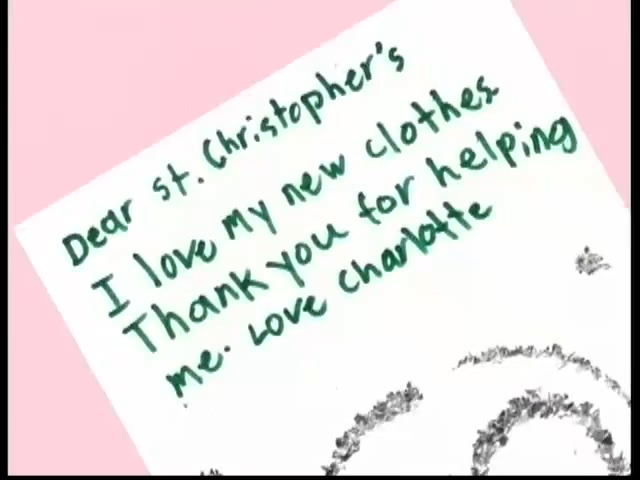 Dear St. Christopher's
I love my new clothes
Thank you for helping
me. Love Charlotte